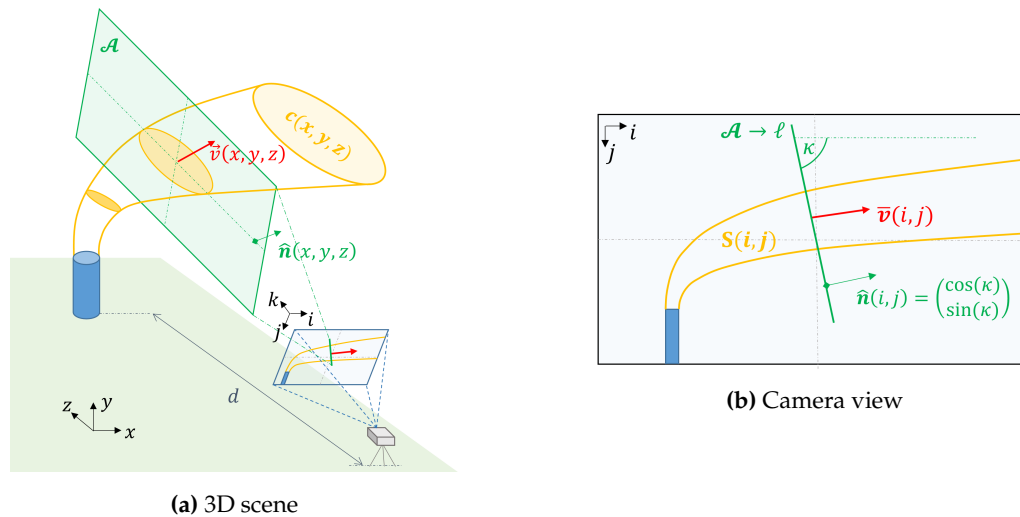 𝓐
c(x, y, z)
v⃗(x, y, z)
n̂(x, y, z)
k
i
j
d
z
y
x
(a) 3D scene
i
j
𝓐 → ℓ
κ
v̅(i, j)
S(i, j)
n̂(i, j) = (cos(κ)
sin(κ))
(b) Camera view